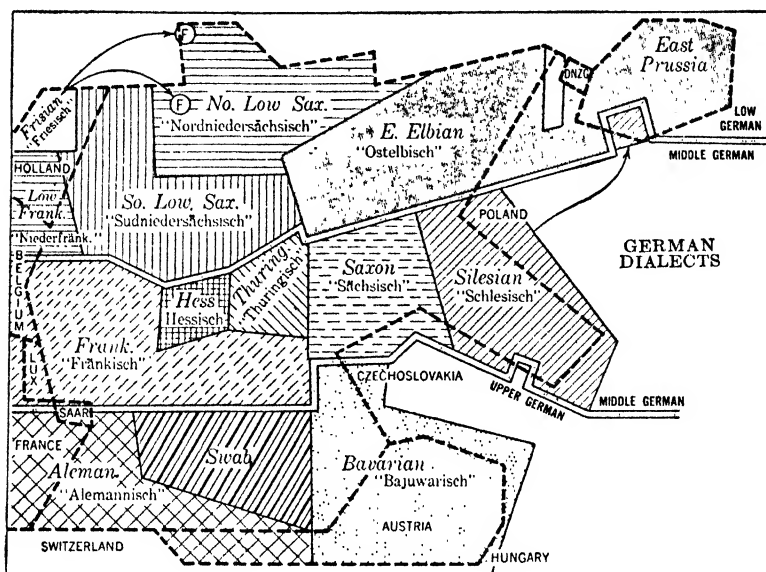 F
East
Prussia
DNZG
Frisian
"Friesisch"
F
No. Low Sax.
"Nordniedersächsisch"
LOW
GERMAN
E. Elbian
"Ostelbisch"
MIDDLE GERMAN
HOLLAND
Low
Frank.
"Niederfränk."
So. Low Sax.
"Sudniedersächsisch"
POLAND
GERMAN
DIALECTS
BELGIUM
Thuring.
"Thuringisch"
Saxon
"Sächsisch"
Silesian
"Schlesisch"
Hess
Hessisch
Frank.
"Fränkisch"
LUX
CZECHOSLOVAKIA
UPPER GERMAN
MIDDLE GERMAN
SAAR
FRANCE
Aleman.
"Alemannisch"
Swab
Bavarian
"Bajuwarisch"
AUSTRIA
SWITZERLAND
HUNGARY